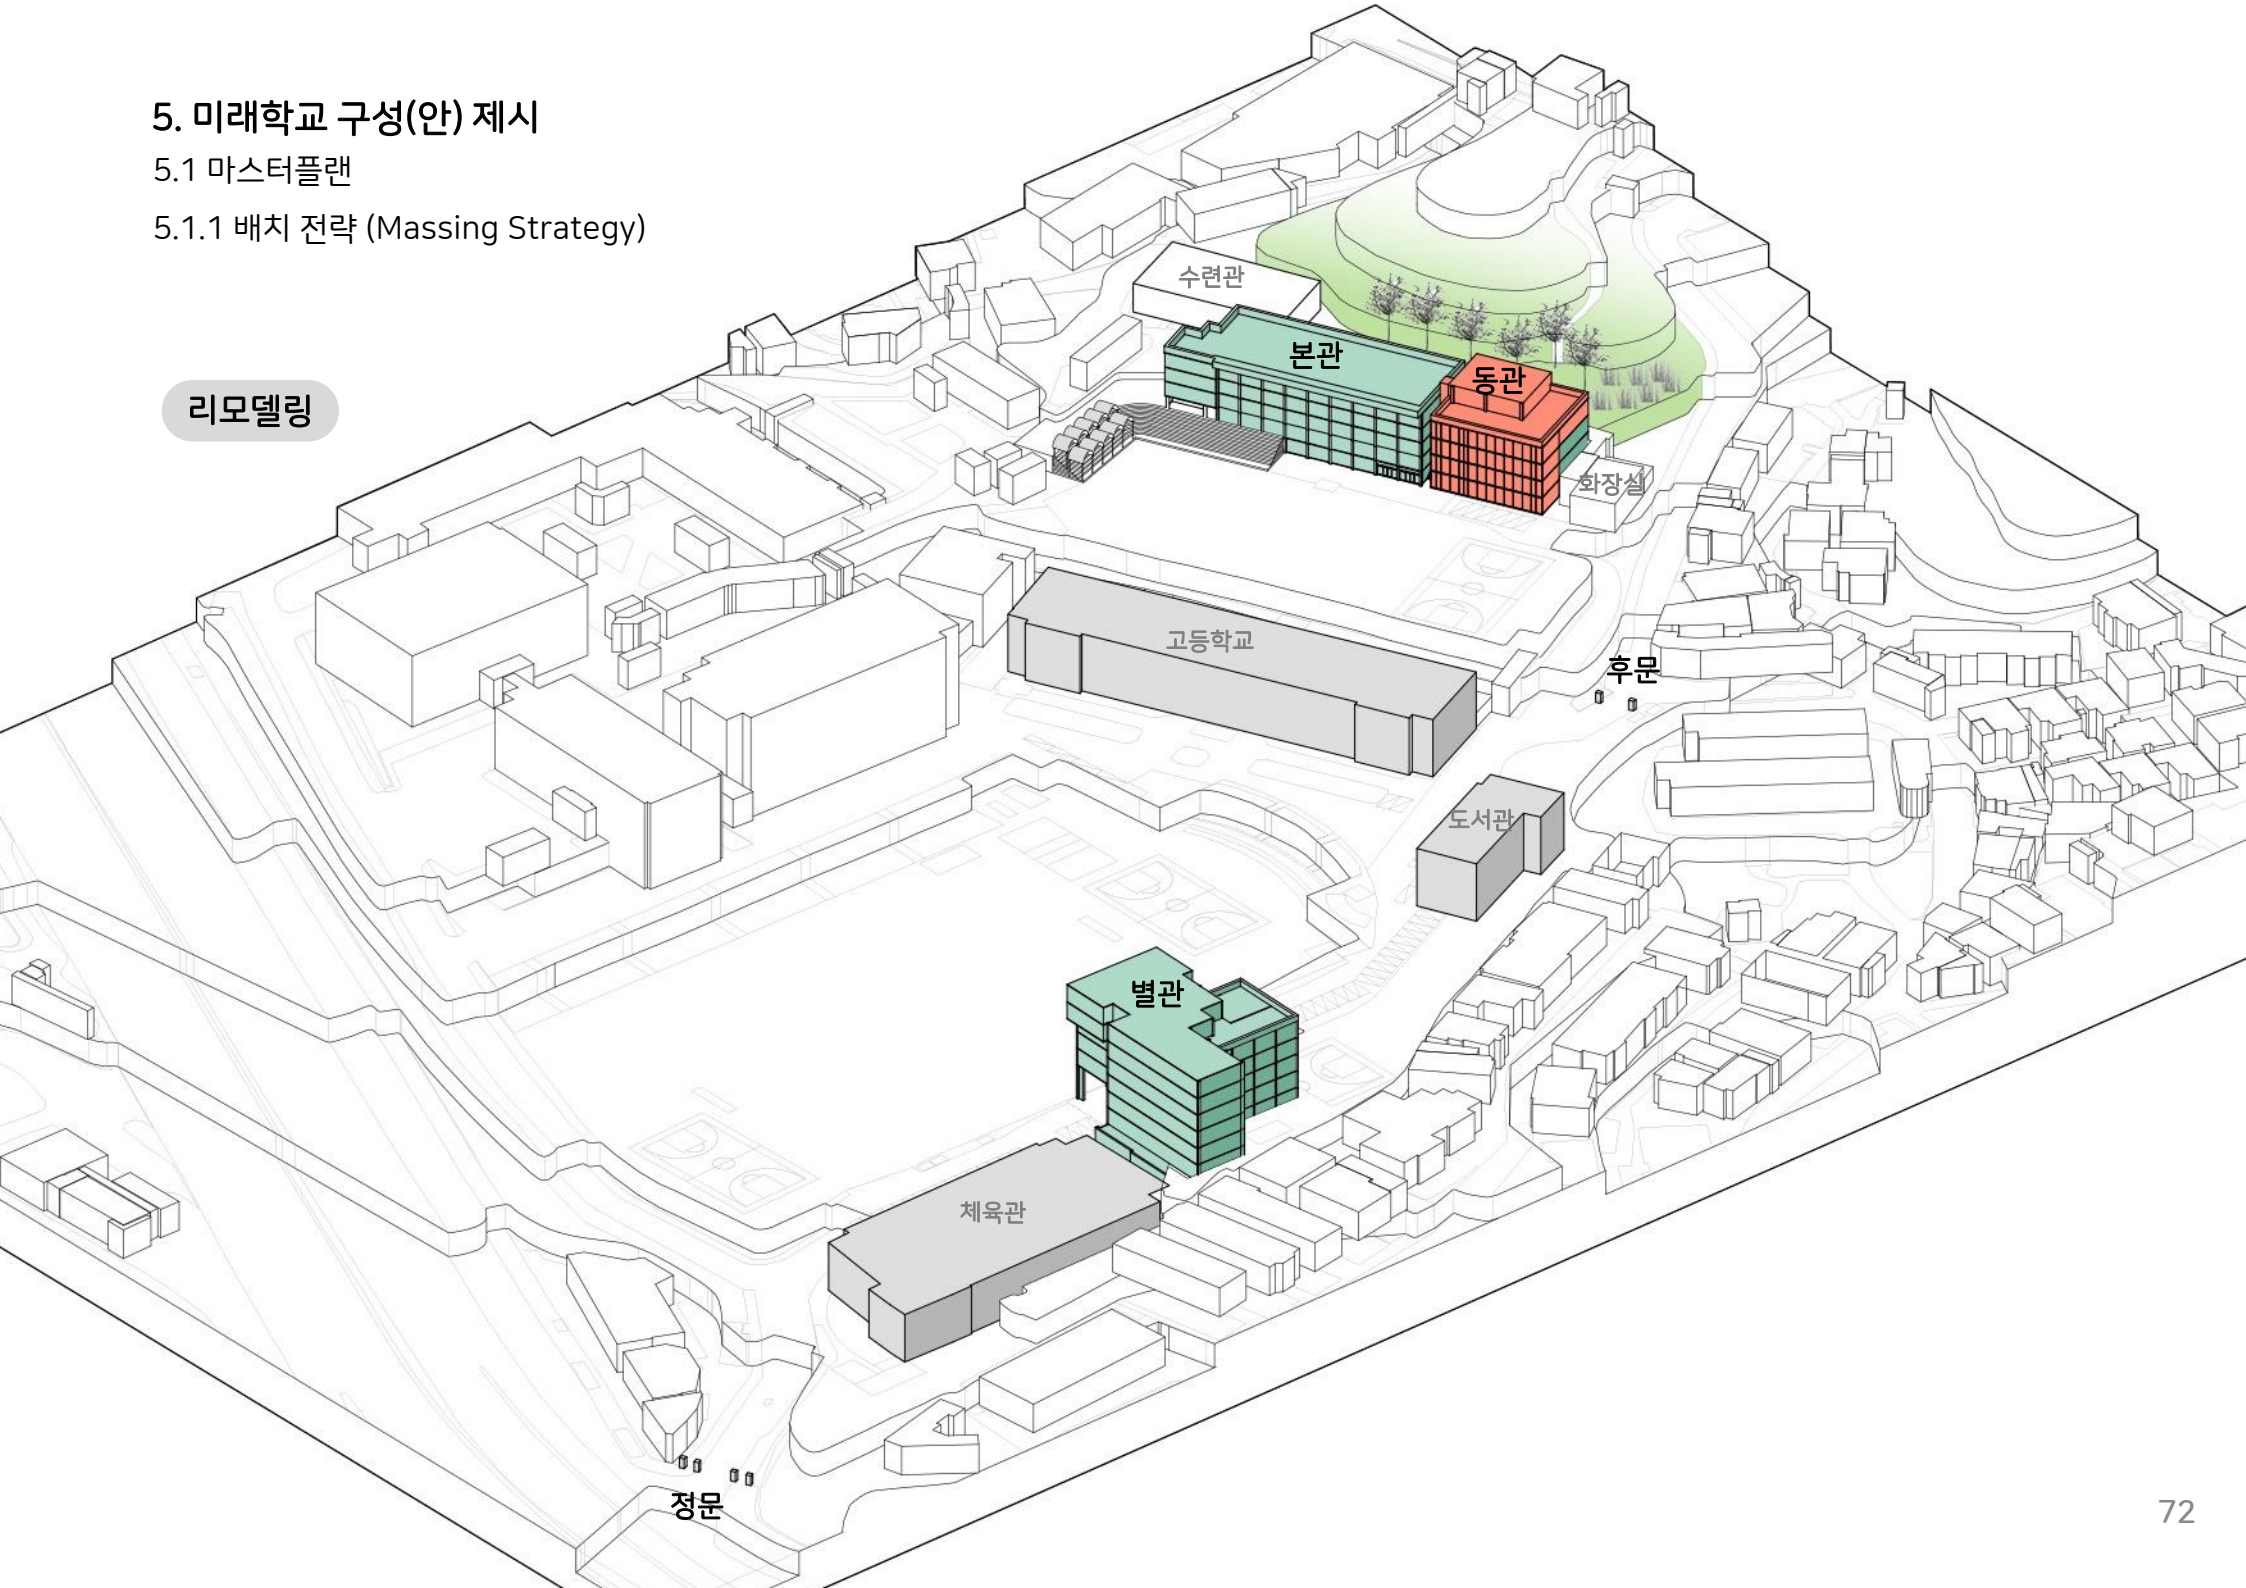 5. 미래학교 구성(안) 제시
5.1 마스터플랜
5.1.1 배치 전략 (Massing Strategy)
리모델링
수련관
본관
동관
화장실
고등학교
후문
도서관
별관
체육관
정문
72